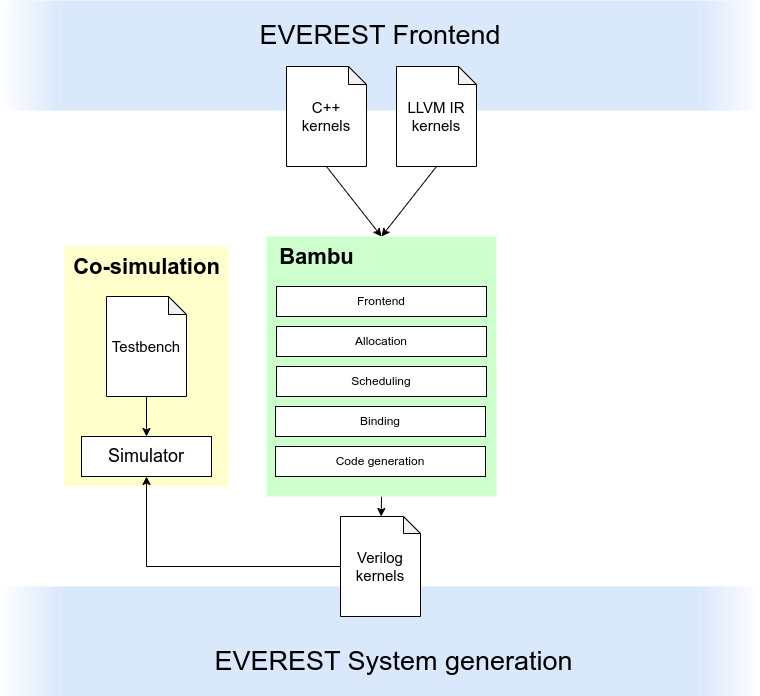 EVEREST Frontend
C++
kernels
LLVM IR
kernels
Co-simulation
Testbench
Simulator
Bambu
Frontend
Allocation
Scheduling
Binding
Code generation
Verilog
kernels
EVEREST System generation